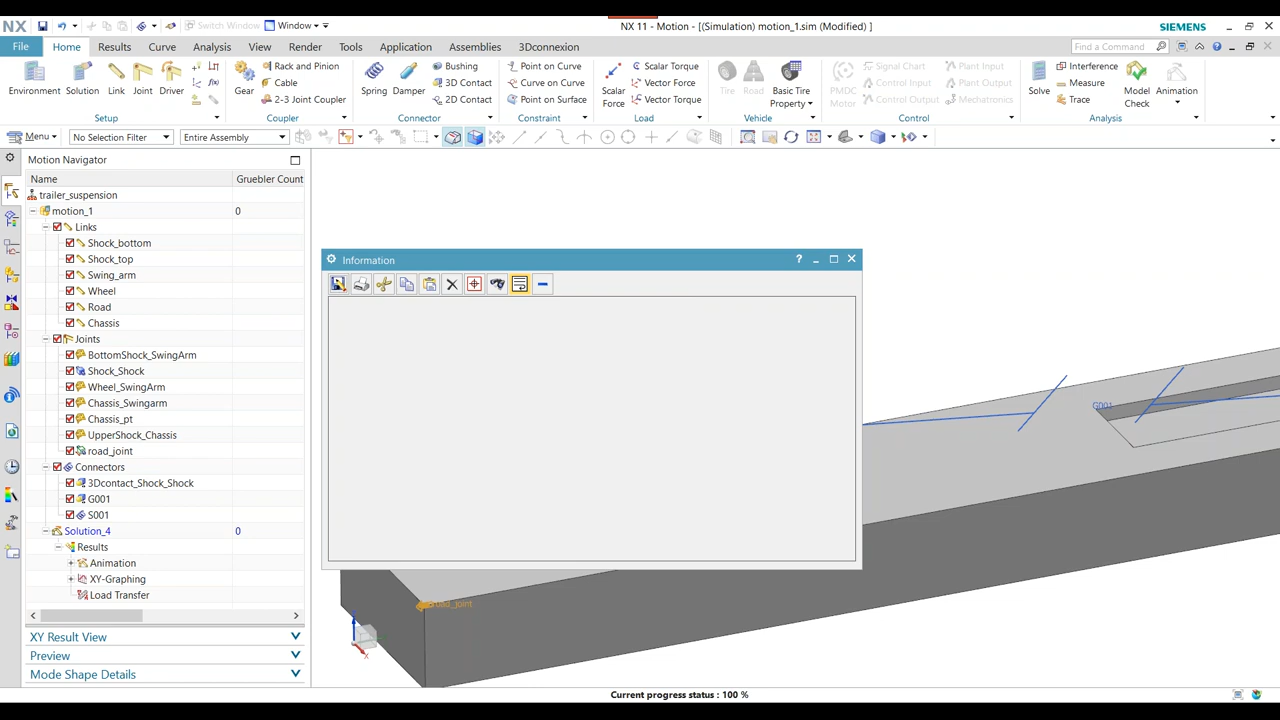 NX
Switch Window
Window
NX 11 - Motion - [(Simulation) motion_1.sim (Modified) ]
SIEMENS
File
Home
Results
Curve
Analysis
View
Render
Tools
Application
Assemblies
3Dconnexion
Find a Command
Environment
Solution
Link
Joint
Driver
Setup
Gear
Rack and Pinion
Cable
2-3 Joint Coupler
Coupler
Spring
Damper
Bushing
3D Contact
2D Contact
Connector
Point on Curve
Curve on Curve
Point on Surface
Constraint
Scalar Force
Scalar Torque
Vector Force
Vector Torque
Load
Tire
Road
Basic Tire Property
Vehicle
PMDC Motor
Signal Chart
Control Input
Control Output
Plant Input
Plant Output
Mechatronics
Control
Solve
Interference
Measure
Trace
Model Check
Animation
Analysis
Menu
No Selection Filter
Entire Assembly
Motion Navigator
Name
Gruebler Count
trailer_suspension
motion_1
0
Links
Shock_bottom
Shock_top
Swing_arm
Wheel
Road
Chassis
Joints
BottomShock_SwingArm
Shock_Shock
Wheel_SwingArm
Chassis_Swingarm
Chassis_pt
UpperShock_Chassis
road_joint
Connectors
3Dcontact_Shock_Shock
G001
S001
Solution_4
0
Results
Animation
XY-Graphing
Load Transfer
XY Result View
Preview
Mode Shape Details
Information
G001
road_joint
X
Current progress status : 100 %